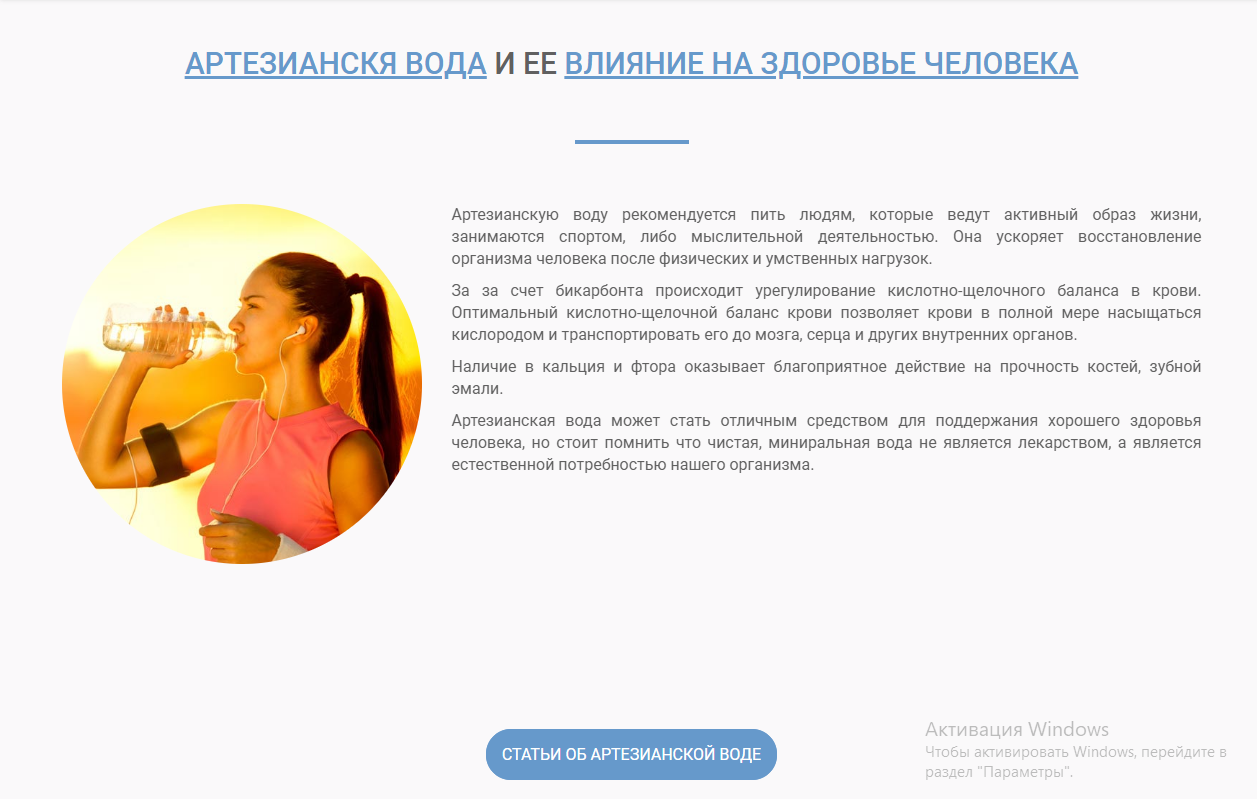 АРТЕЗИАНСКЯ ВОДА И ЕЕ ВЛИЯНИЕ НА ЗДОРОВЬЕ ЧЕЛОВЕКА
Артезианскую воду рекомендуется пить людям, которые ведут активный образ жизни,
занимаются спортом, либо мыслительной деятельностью. Она ускоряет восстановление
организма человека после физических и умственных нагрузок.
За за счет бикарбонта происходит урегулирование кислотно-щелочного баланса в крови.
Оптимальный кислотно-щелочной баланс крови позволяет крови в полной мере насыщаться
кислородом и транспортировать его до мозга, серца и других внутренних органов.
Наличие в кальция и фтора оказывает благоприятное действие на прочность костей, зубной
эмали.
Артезианская вода может стать отличным средством для поддержания хорошего здоровья
человека, но стоит помнить что чистая, миниральная вода не является лекарством, а является
естественной потребностью нашего организма.
СТАТЬИ ОБ АРТЕЗИАНСКОЙ ВОДЕ
Активация Windows
Чтобы активировать Windows, перейдите в
раздел "Параметры".